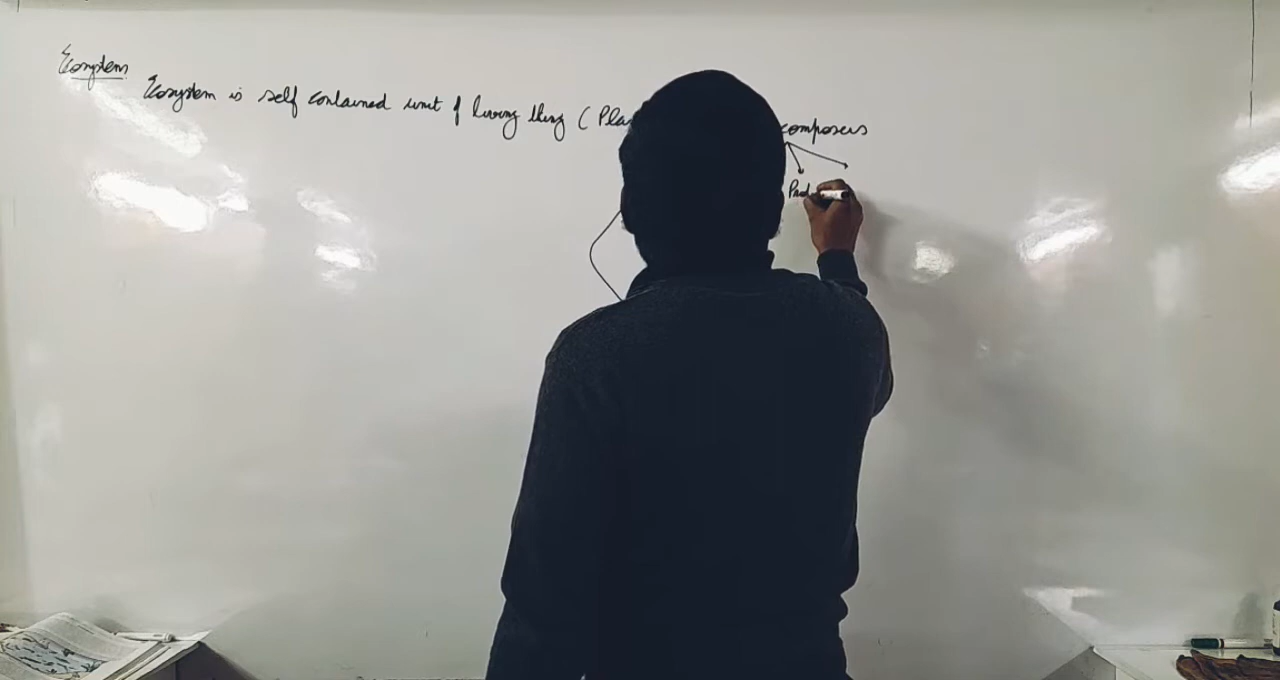 Ecosystem
Ecosystem is self contained unit of living thing ( Pla
composers
Prod